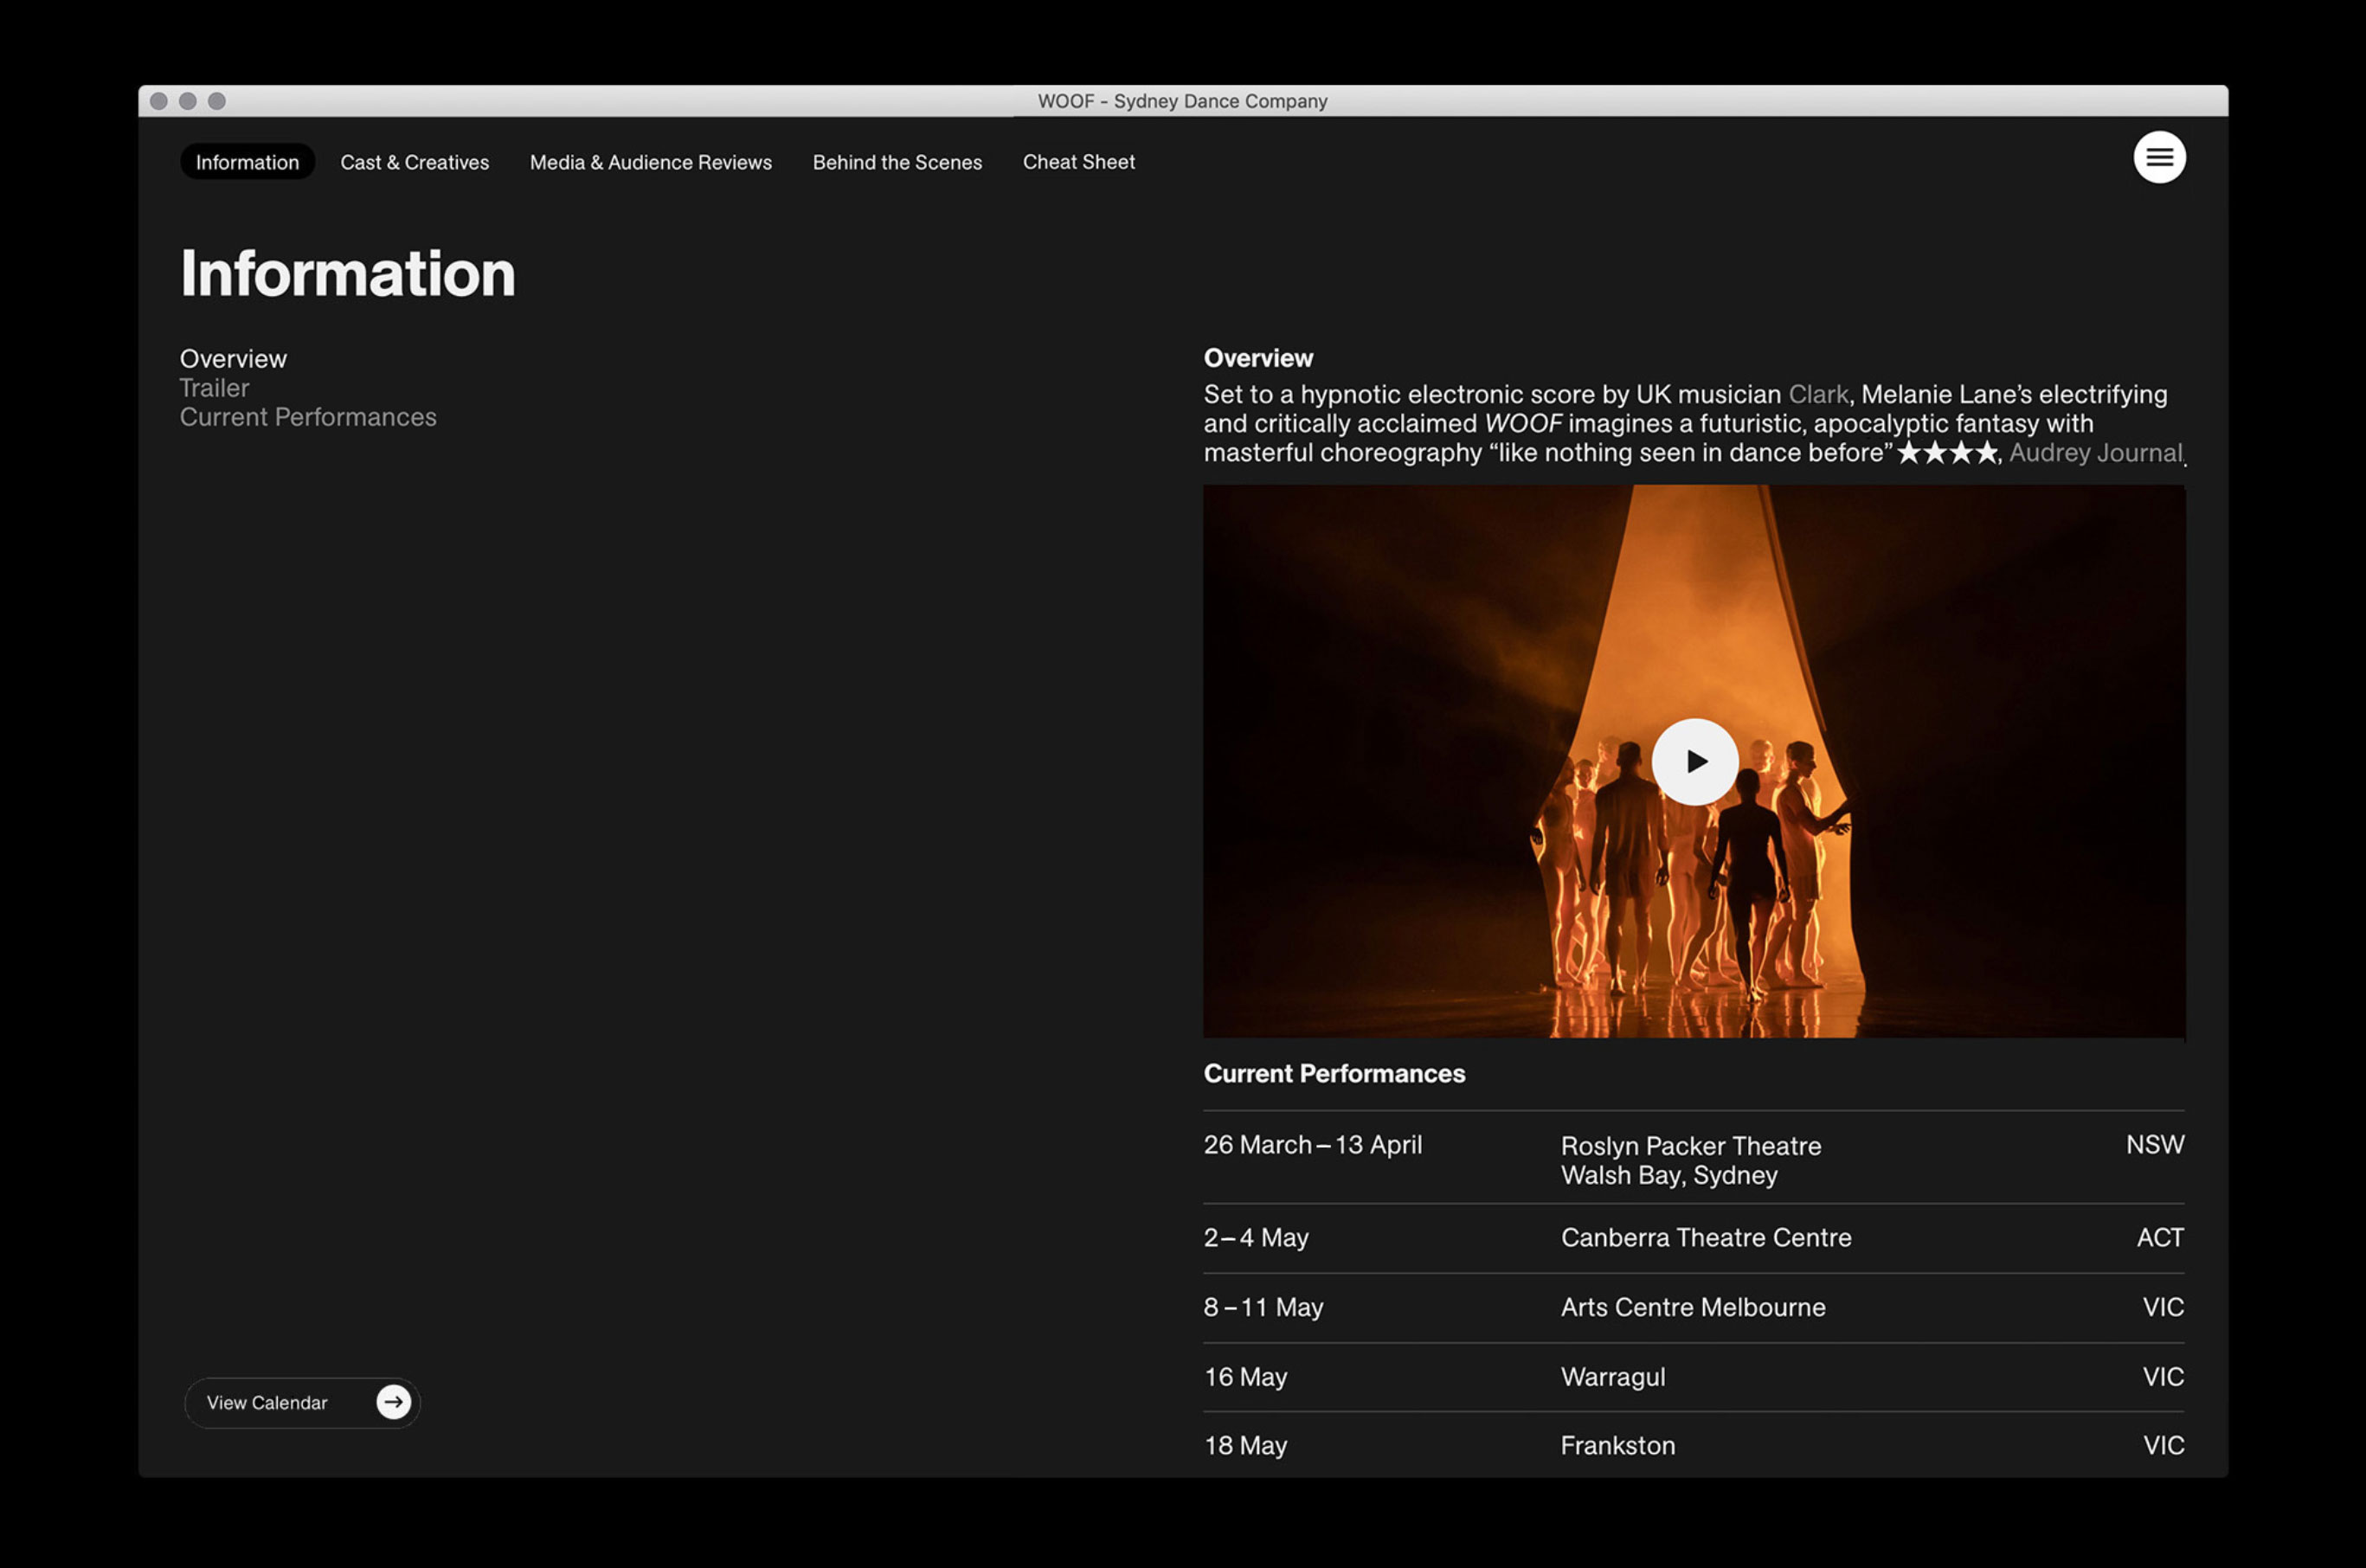 WOOF - Sydney Dance Company
Information
Cast & Creatives
Media & Audience Reviews
Behind the Scenes
Cheat Sheet
Information
Overview
Trailer
Current Performances
View Calendar
Overview
Set to a hypnotic electronic score by UK musician Clark, Melanie Lane’s electrifying
and critically acclaimed WOOF imagines a futuristic, apocalyptic fantasy with
masterful choreography “like nothing seen in dance before”★★★★, Audrey Journal.
Current Performances
26 March – 13 April
Roslyn Packer Theatre
Walsh Bay, Sydney
NSW
2 – 4 May
Canberra Theatre Centre
ACT
8 – 11 May
Arts Centre Melbourne
VIC
16 May
Warragul
VIC
18 May
Frankston
VIC